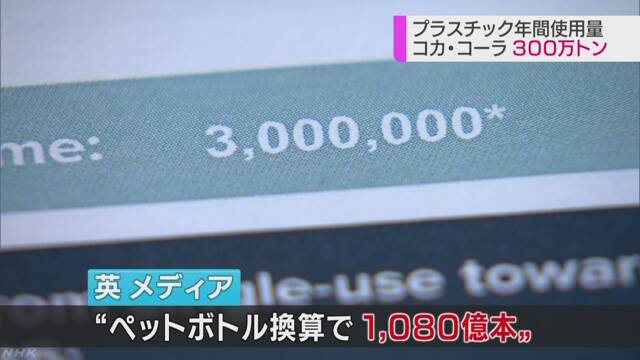 プラスチック年間使用量
コカ・コーラ 300万トン
me: 3,000,000*
le-use towar
英 メディア
“ペットボトル換算で 1,080億本„
NHK